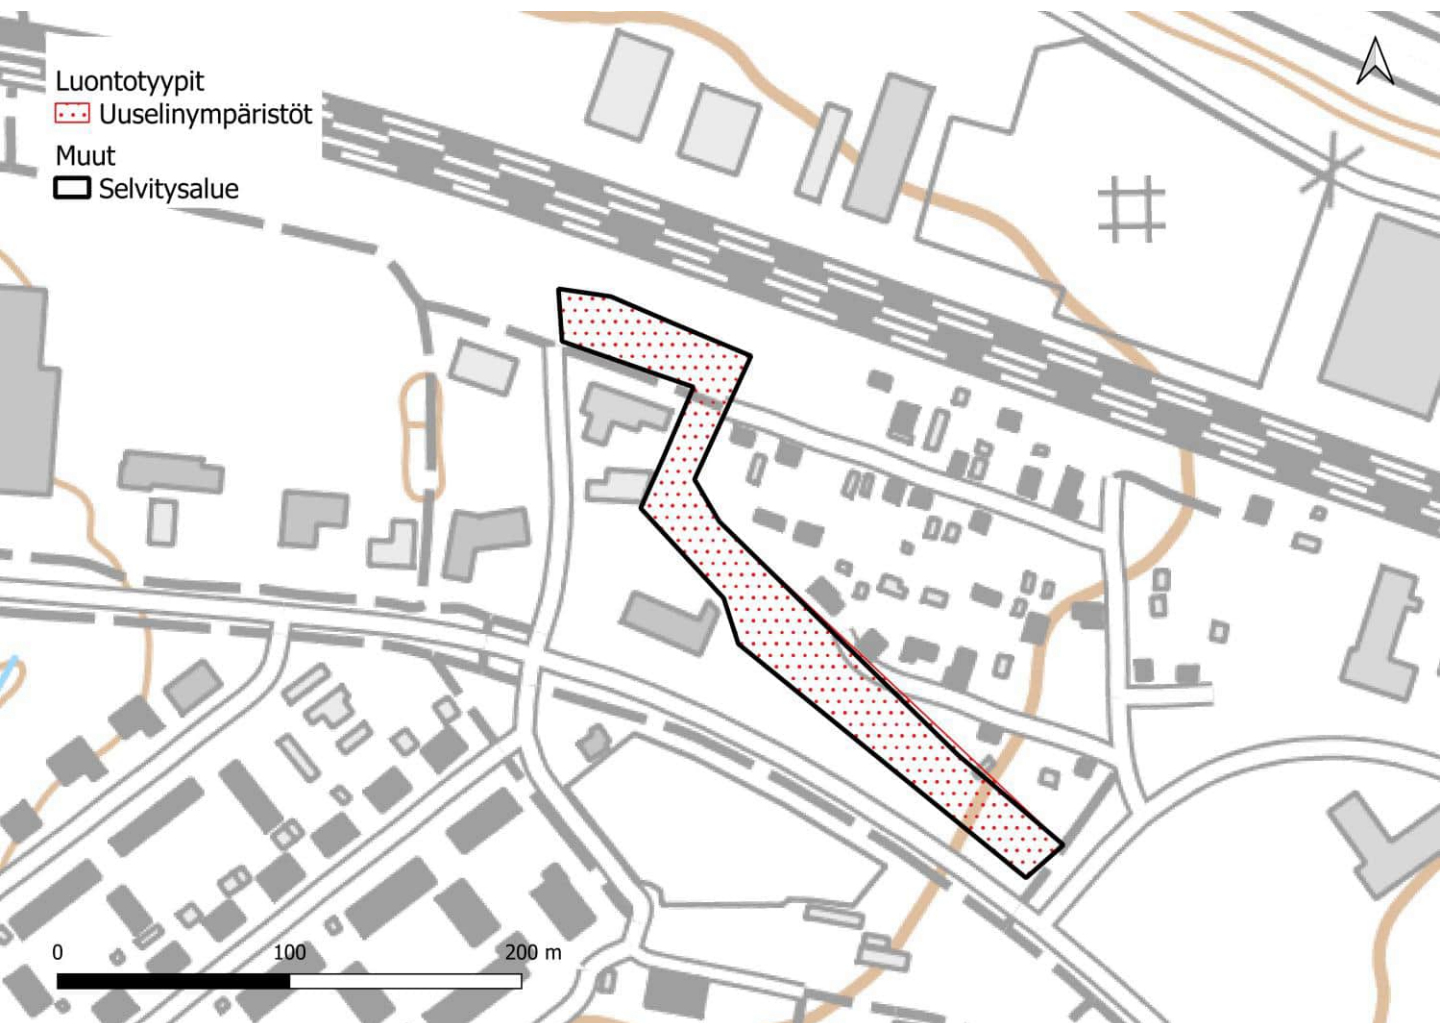 Luontotyypit
Uuselinympäristöt
Muut
Selvitysalue
0 100 200 m